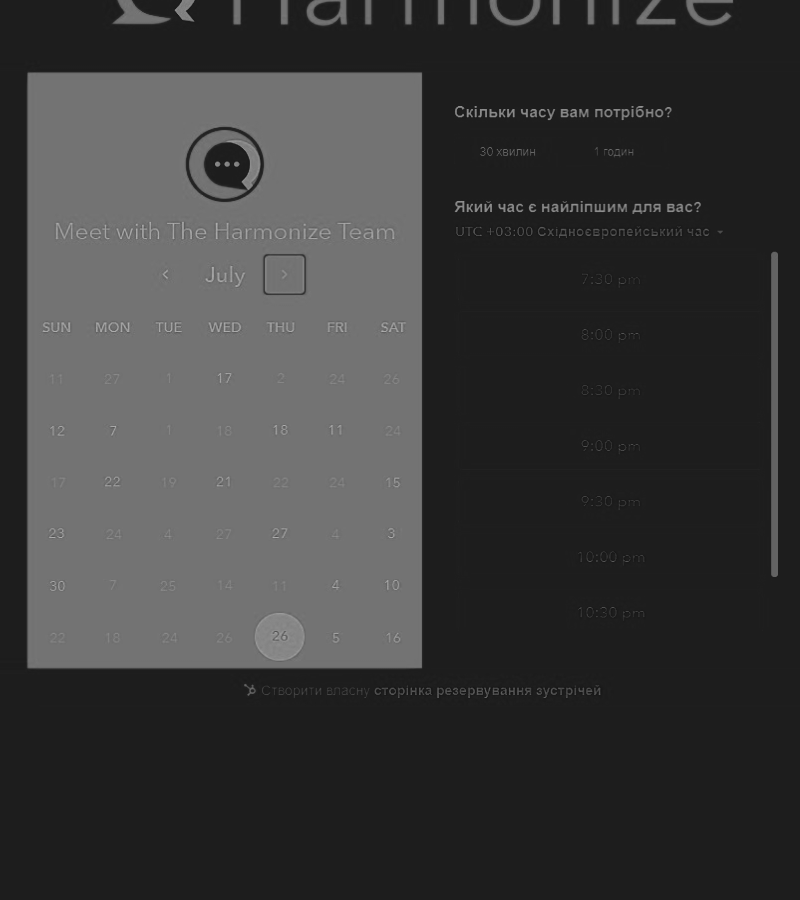 Harmonize
Meet with The Harmonize Team
July
SUN MON TUE WED THU FRI SAT
11 27 1 17 2 24 26
12 7 1 18 18 11 24
17 22 19 21 22 24 15
23 24 4 27 27 4 3
30 7 25 14 11 4 10
22 18 24 26 26 5 16
Скільки часу вам потрібно?
30 хвилин 1 годин
Який час є найліпшим для вас?
UTC +03:00 Східноєвропейський час
7:30 pm
8:00 pm
8:30 pm
9:00 pm
9:30 pm
10:00 pm
10:30 pm
Створити власну сторінка резервування зустрічей